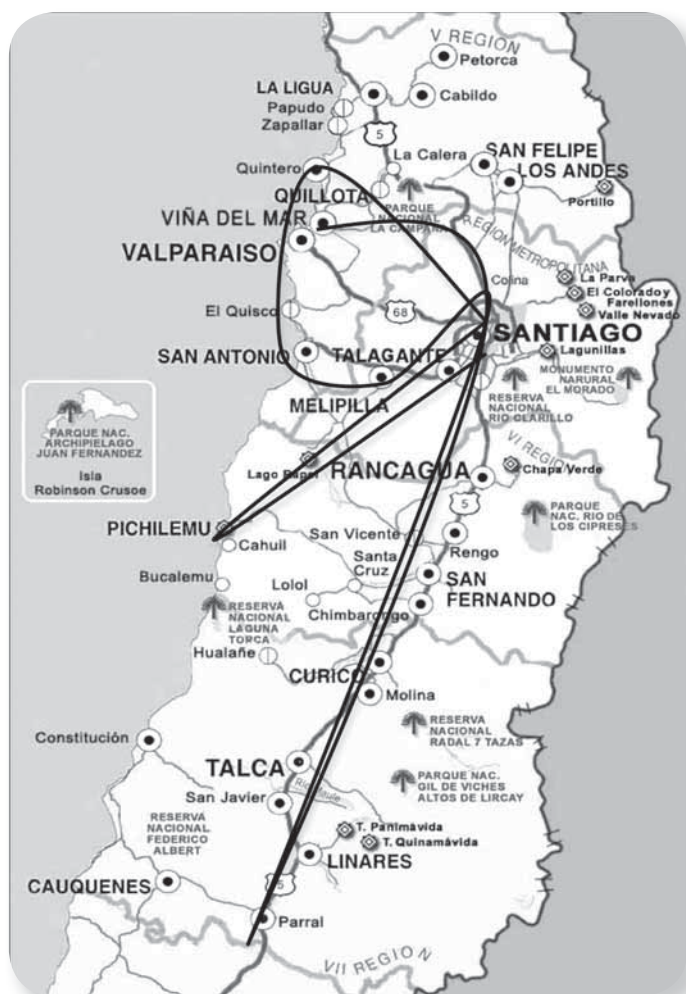 V REGION
Petorca
LA LIGUA
Cabildo
Papudo
Zapallar
5
La Calera
SAN FELIPE
LOS ANDES
Quintero
QUILLOTA
Portillo
PARQUE
NACIONAL
LA CAMPANA
VIÑA DEL MAR
REGION METROPOLITANA
VALPARAISO
Colina
La Parva
El Colorado y
Farellones
Valle Nevado
El Quisco
68
SANTIAGO
SAN ANTONIO
TALAGANTE
Lagunillas
MONUMENTO
NARURAL
EL MORADO
MELIPILLA
RESERVA
NACIONAL
RIO CLARILLO
PARQUE NAC.
ARCHIPIELAGO
JUAN FERNANDEZ
Isla
Robinson Crusoe
VI REGION
Lago Rapel
RANCAGUA
Chapa Verde
5
PARQUE
NAC. RIO DE
LOS CIPRESES
PICHILEMU
San Vicente
Cahuil
Rengo
Santa
Cruz
Bucalemu
Lolol
SAN
FERNANDO
RESERVA
NACIONAL
LAGUNA
TORCA
Chimbarongo
Hualañe
CURICO
Molina
RESERVA
NACIONAL
RADAL 7 TAZAS
Constitución
TALCA
PARQUE NAC.
GIL DE VICHES
ALTOS DE LIRCAY
San Javier
Rio Maule
RESERVA
NACIONAL
FEDERICO
ALBERT
T. Panimávida
T. Quinamávida
LINARES
CAUQUENES
5
Parral
VII REGION